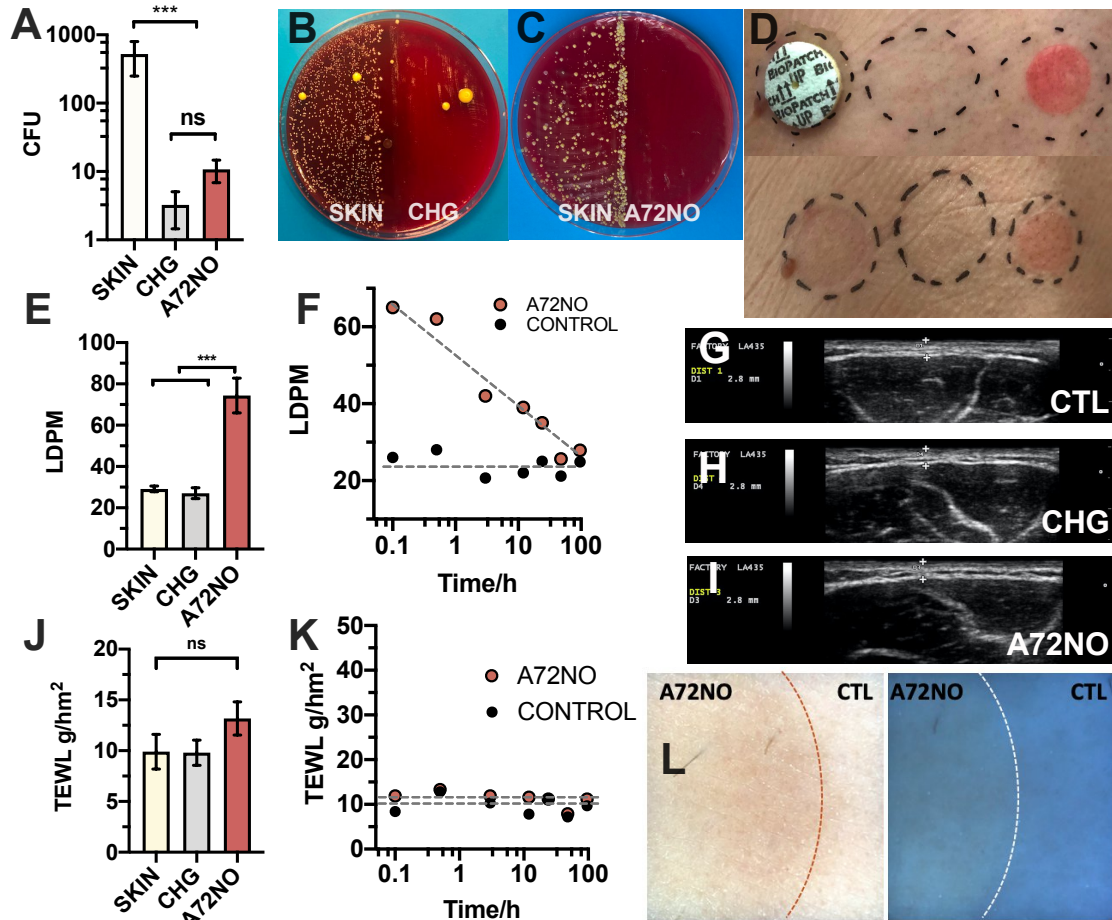 A
***
1000
100
10
1
CFU
ns
SKIN
CHG
A72NO
B
SKIN CHG
C
SKIN A72NO
D
BIOPATCH
UP
BIOPATCH
UP
E
***
100
80
60
40
20
0
LDPM
SKIN
CHG
A72NO
F
A72NO
CONTROL
60
40
20
LDPM
0.1 1 10 100
Time/h
G
FACTORY LA435
DIST 1
D1 2.8 mm
CTL
H
DIST
D4 2.8 mm
CHG
I
FACTORY LA435
DIST 3
D3 2.8 mm
A72NO
J
ns
20
15
10
5
0
TEWL g/hm²
SKIN
CHG
A72NO
K
50
40
30
20
10
0
TEWL g/hm²
A72NO
CONTROL
0.1 1 10 100
Time/h
L
A72NO CTL
A72NO CTL